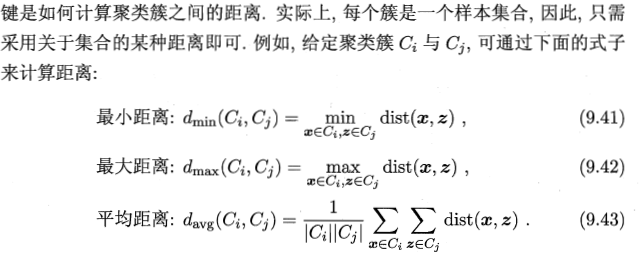 键是如何计算聚类簇之间的距离. 实际上, 每个簇是一个样本集合, 因此, 只需
采用关于集合的某种距离即可. 例如, 给定聚类簇 $C_i$ 与 $C_j$, 可通过下面的式子
来计算距离:
最小距离: $d_{\min}(C_i, C_j) = \min_{\boldsymbol{x} \in C_i, \boldsymbol{z} \in C_j} \text{dist}(\boldsymbol{x}, \boldsymbol{z})$ , (9.41)
最大距离: $d_{\max}(C_i, C_j) = \max_{\boldsymbol{x} \in C_i, \boldsymbol{z} \in C_j} \text{dist}(\boldsymbol{x}, \boldsymbol{z})$ , (9.42)
平均距离: $d_{\text{avg}}(C_i, C_j) = \frac{1}{|C_i||C_j|} \sum_{\boldsymbol{x} \in C_i} \sum_{\boldsymbol{z} \in C_j} \text{dist}(\boldsymbol{x}, \boldsymbol{z})$ . (9.43)